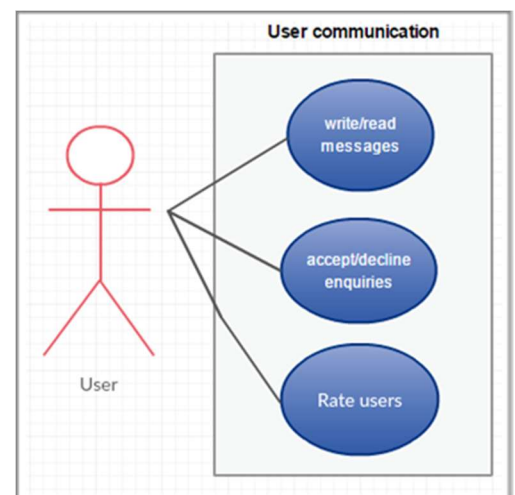 User communication
write/read
messages
accept/decline
enquiries
Rate users
User